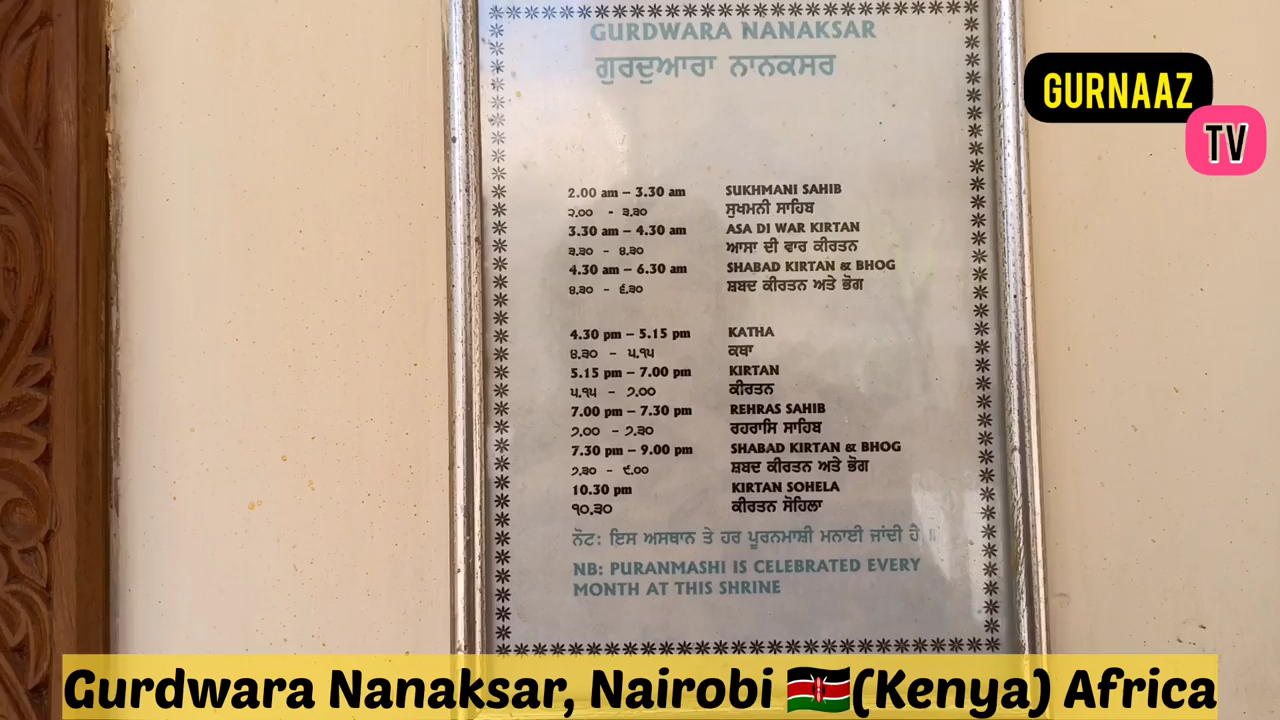 GURDWARA NANAKSAR
ਗੁਰਦੁਆਰਾ ਨਾਨਕਸਰ
GURNAAZ
TV
2.00 am – 3.30 am SUKHMANI SAHIB
੨.੦੦ - ੩.੩੦ ਸੁਖਮਨੀ ਸਾਹਿਬ
3.30 am – 4.30 am ASA DI WAR KIRTAN
੩.੩੦ - ੪.੩੦ ਆਸਾ ਦੀ ਵਾਰ ਕੀਰਤਨ
4.30 am – 6.30 am SHABAD KIRTAN & BHOG
੪.੩੦ - ੬.੩੦ ਸ਼ਬਦ ਕੀਰਤਨ ਅਤੇ ਭੋਗ
4.30 pm – 5.15 pm KATHA
੪.੩੦ - ੫.੧੫ ਕਥਾ
5.15 pm – 7.00 pm KIRTAN
੫.੧੫ - ੭.੦੦ ਕੀਰਤਨ
7.00 pm – 7.30 pm REHRAS SAHIB
੭.੦੦ - ੭.੩੦ ਰਹਰਾਸਿ ਸਾਹਿਬ
7.30 pm – 9.00 pm SHABAD KIRTAN & BHOG
੭.੩੦ - ੯.੦੦ ਸ਼ਬਦ ਕੀਰਤਨ ਅਤੇ ਭੋਗ
10.30 pm KIRTAN SOHELA
੧੦.੩੦ ਕੀਰਤਨ ਸੋਹਿਲਾ
ਨੋਟ: ਇਸ ਅਸਥਾਨ ਤੇ ਹਰ ਪੂਰਨਮਾਸ਼ੀ ਮਨਾਈ ਜਾਂਦੀ ਹੈ ॥
NB: PURANMASHI IS CELEBRATED EVERY
MONTH AT THIS SHRINE
Gurdwara Nanaksar, Nairobi 🇰🇪(Kenya) Africa